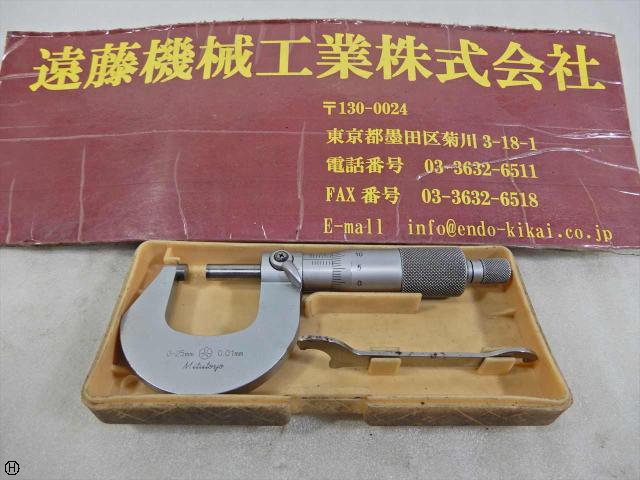 遠藤機械工業株式会社
〒130-0024
東京都墨田区菊川 3-18-1
電話番号 03-3632-6511
FAX 番号 03-3632-6518
E-mall info@endo-kikai.co.jp
10
5
0
0-25mm 0.01mm
Mitutoyo
H